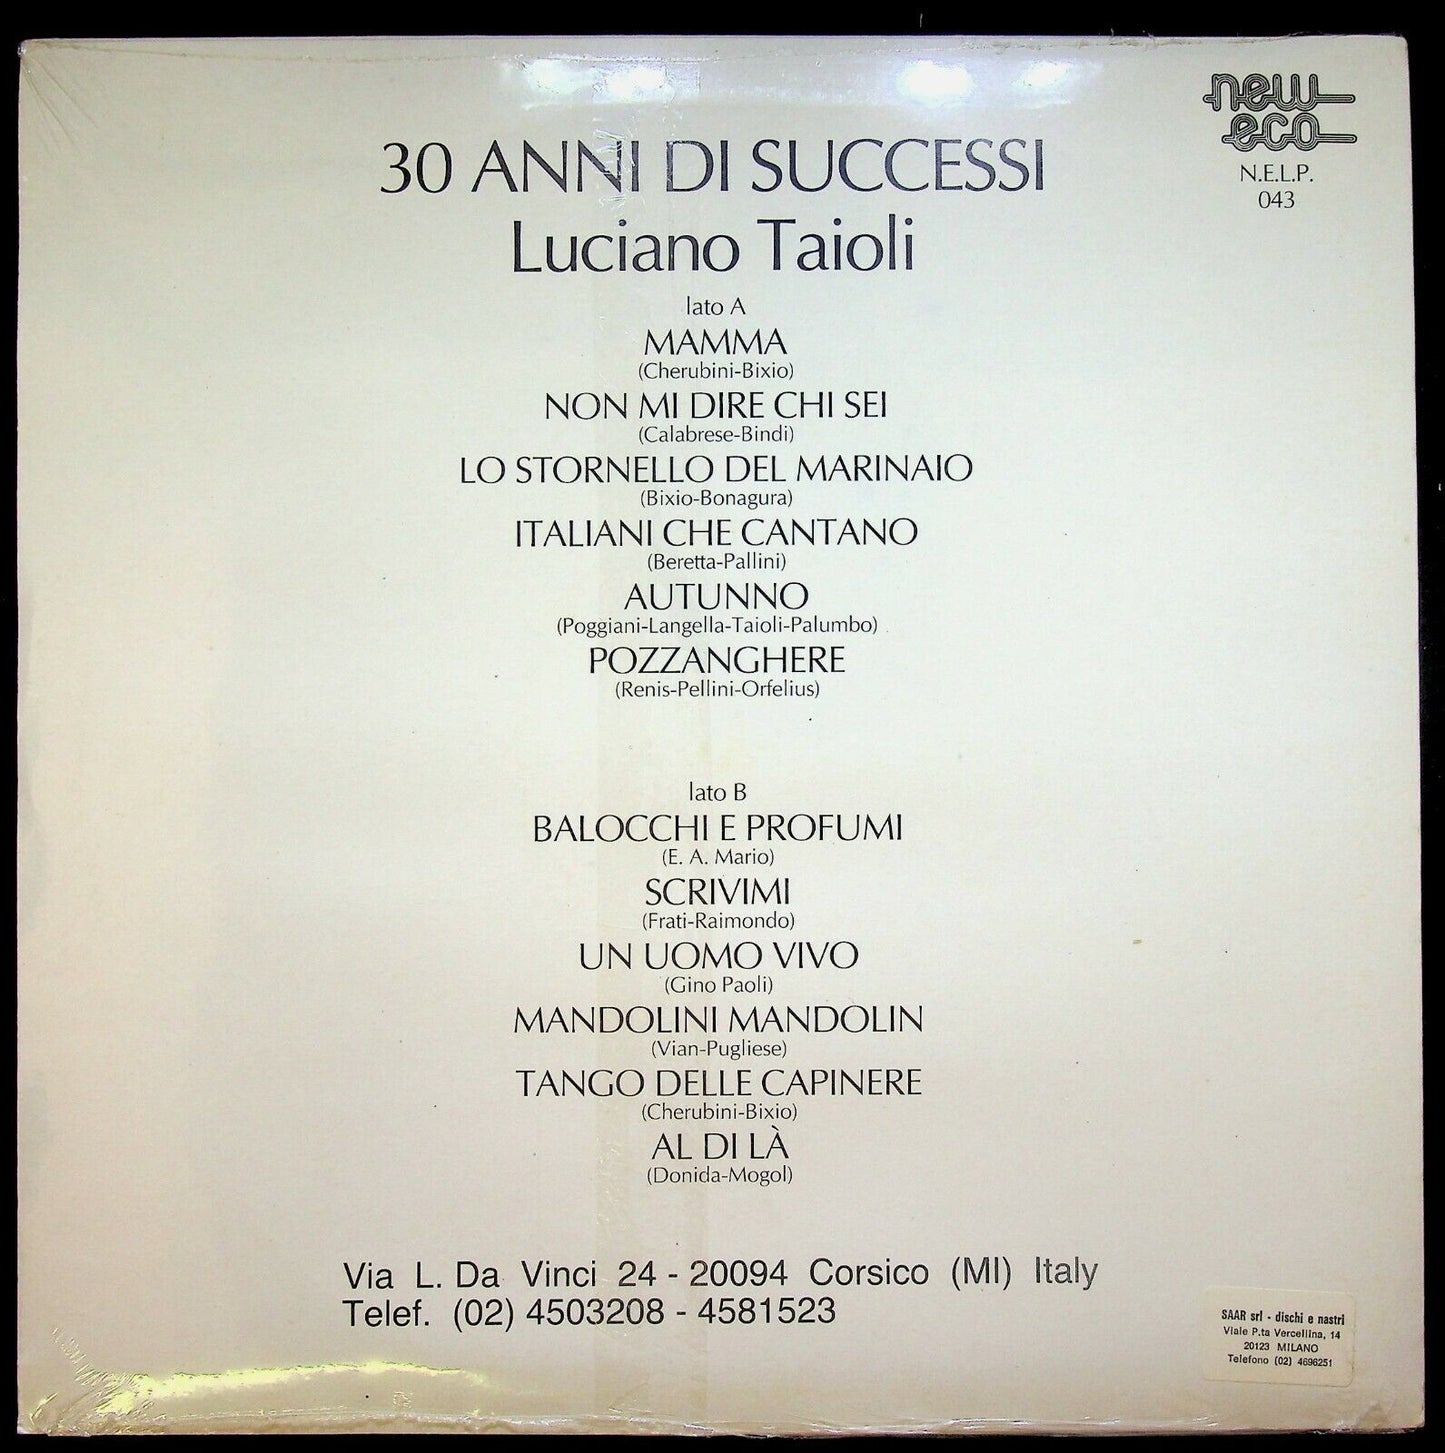 new
eco
N.E.L.P.
043
30 ANNI DI SUCCESSI
Luciano Taioli
lato A
MAMMA
(Cherubini-Bixio)
NON MI DIRE CHI SEI
(Calabrese-Bindi)
LO STORNELLO DEL MARINAIO
(Bixio-Bonagura)
ITALIANI CHE CANTANO
(Beretta-Pallini)
AUTUNNO
(Poggiani-Langella-Taioli-Palumbo)
POZZANGHERE
(Renis-Pellini-Orfelius)
lato B
BALOCCHI E PROFUMI
(E. A. Mario)
SCRIVIMI
(Frati-Raimondo)
UN UOMO VIVO
(Gino Paoli)
MANDOLINI MANDOLIN
(Vian-Pugliese)
TANGO DELLE CAPINERE
(Cherubini-Bixio)
AL DI LÀ
(Donida-Mogol)
Via L. Da Vinci 24 - 20094 Corsico (MI) Italy
Telef. (02) 4503208 - 4581523
SAAR srl - dischi e nastri
Viale P.ta Vercellina, 14
20123 MILANO
Telefono (02) 4696251